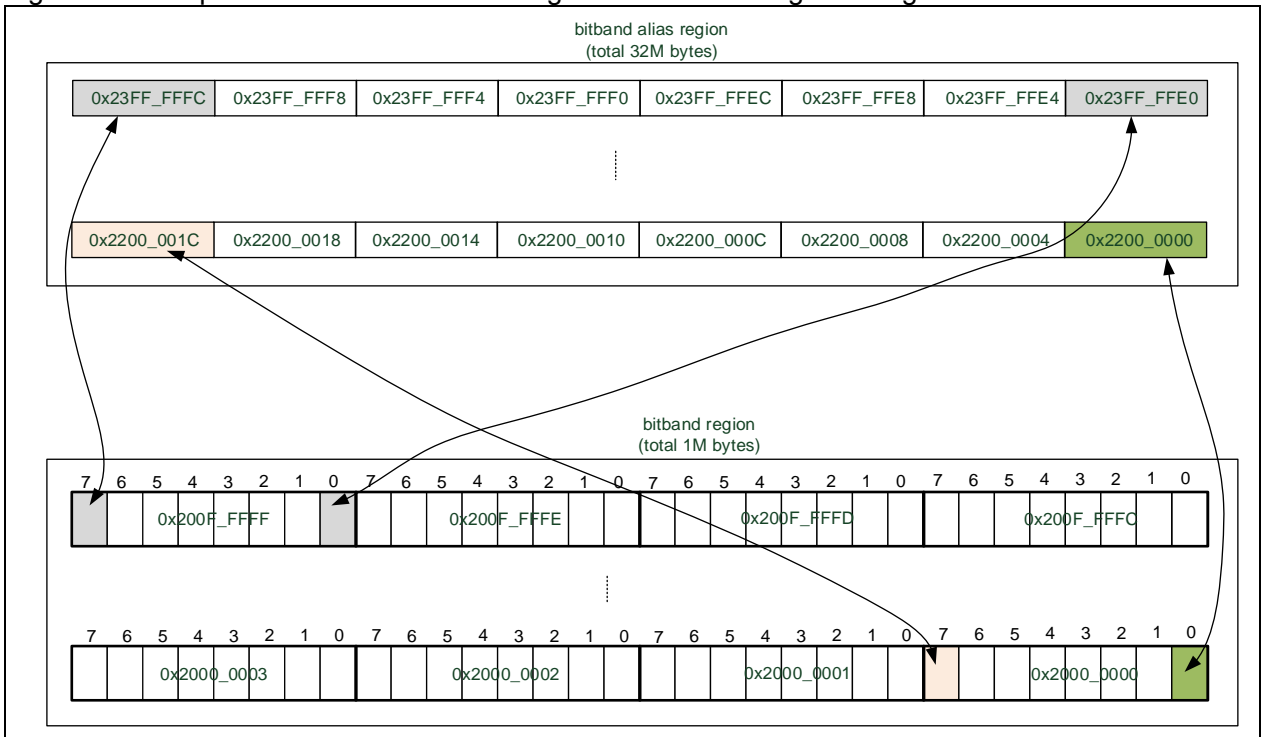 bitband alias region
(total 32M bytes)
0x23FF_FFFC 0x23FF_FFF8 0x23FF_FFF4 0x23FF_FFF0 0x23FF_FFEC 0x23FF_FFE8 0x23FF_FFE4 0x23FF_FFE0
0x2200_001C 0x2200_0018 0x2200_0014 0x2200_0010 0x2200_000C 0x2200_0008 0x2200_0004 0x2200_0000
bitband region
(total 1M bytes)
7 6 5 4 3 2 1 0 7 6 5 4 3 2 1 0 7 6 5 4 3 2 1 0 7 6 5 4 3 2 1 0
0x200F_FFFF 0x200F_FFFE 0x200F_FFFD 0x200F_FFFC
7 6 5 4 3 2 1 0 7 6 5 4 3 2 1 0 7 6 5 4 3 2 1 0 7 6 5 4 3 2 1 0
0x2000_0003 0x2000_0002 0x2000_0001 0x2000_0000